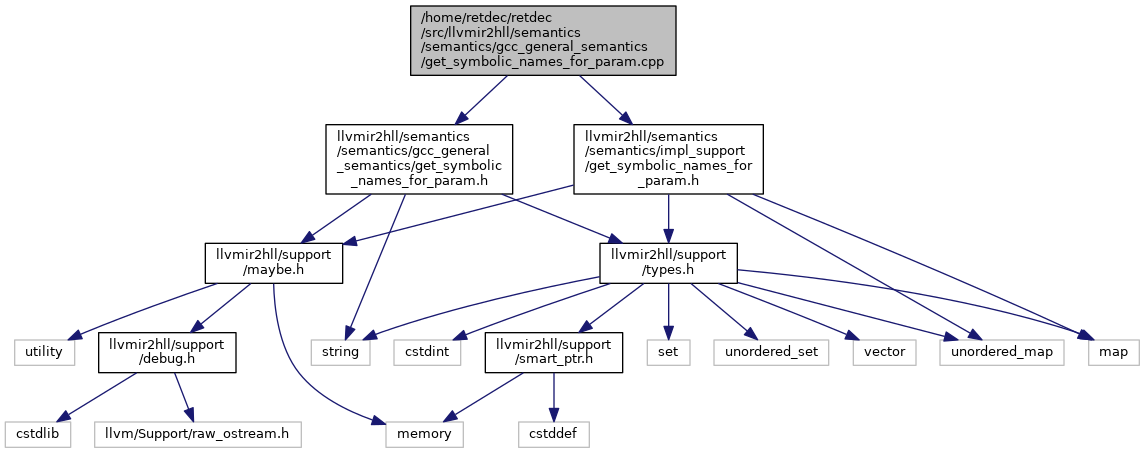 /home/retdec/retdec
/src/llvmir2hll/semantics
/semantics/gcc_general_semantics
/get_symbolic_names_for_param.cpp
llvmir2hll/semantics
/semantics/gcc_general
_semantics/get_symbolic
_names_for_param.h
llvmir2hll/semantics
/semantics/impl_support
/get_symbolic_names_for
_param.h
llvmir2hll/support
/maybe.h
llvmir2hll/support
/types.h
utility
llvmir2hll/support
/debug.h
string
cstdint
llvmir2hll/support
/smart_ptr.h
set
unordered_set
vector
unordered_map
map
cstdlib
llvm/Support/raw_ostream.h
memory
cstddef